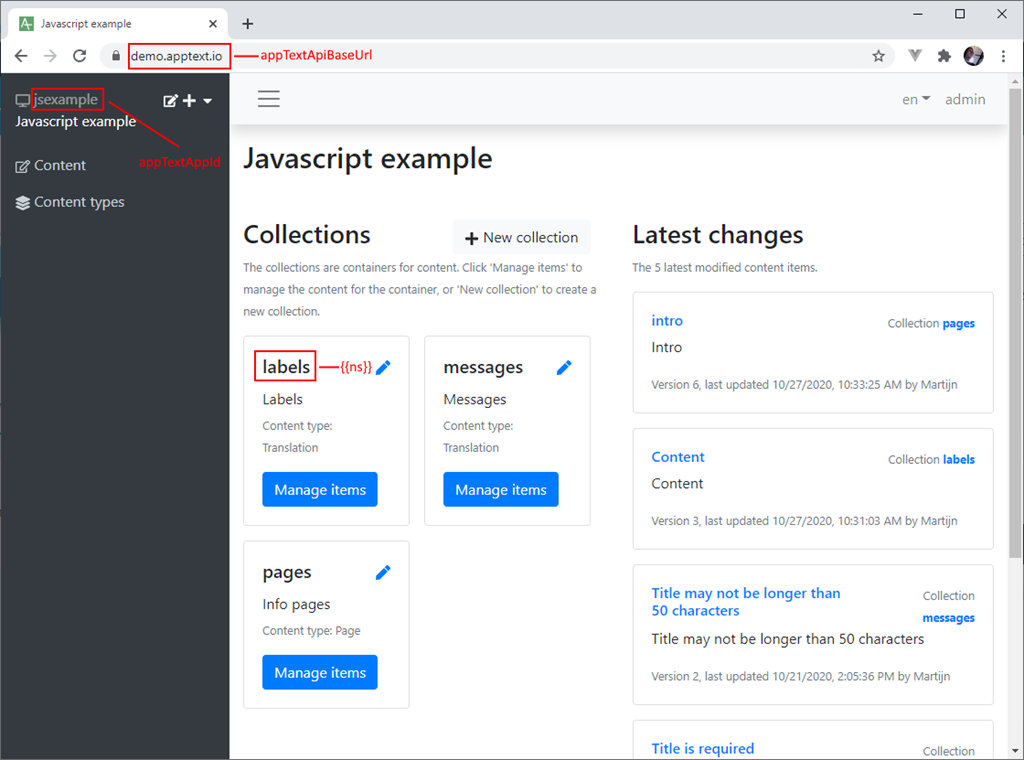 Javascript example
demo.apptext.io
appTextApiBaseUrl
jsexample
Javascript example
appTextAppId
Content
Content types
en
admin
Javascript example
Collections
New collection
The collections are containers for content. Click 'Manage items' to
manage the content for the container, or 'New collection' to create a
new collection.
labels
{{ns}}
Labels
Content type:
Translation
Manage items
messages
Messages
Content type:
Translation
Manage items
pages
Info pages
Content type: Page
Manage items
Latest changes
The 5 latest modified content items.
intro
Collection pages
Intro
Version 6, last updated 10/27/2020, 10:33:25 AM by Martijn
Content
Collection labels
Content
Version 3, last updated 10/27/2020, 10:31:03 AM by Martijn
Title may not be longer than
50 characters
Collection
messages
Title may not be longer than 50 characters
Version 2, last updated 10/21/2020, 2:05:36 PM by Martijn
Title is required
Collection